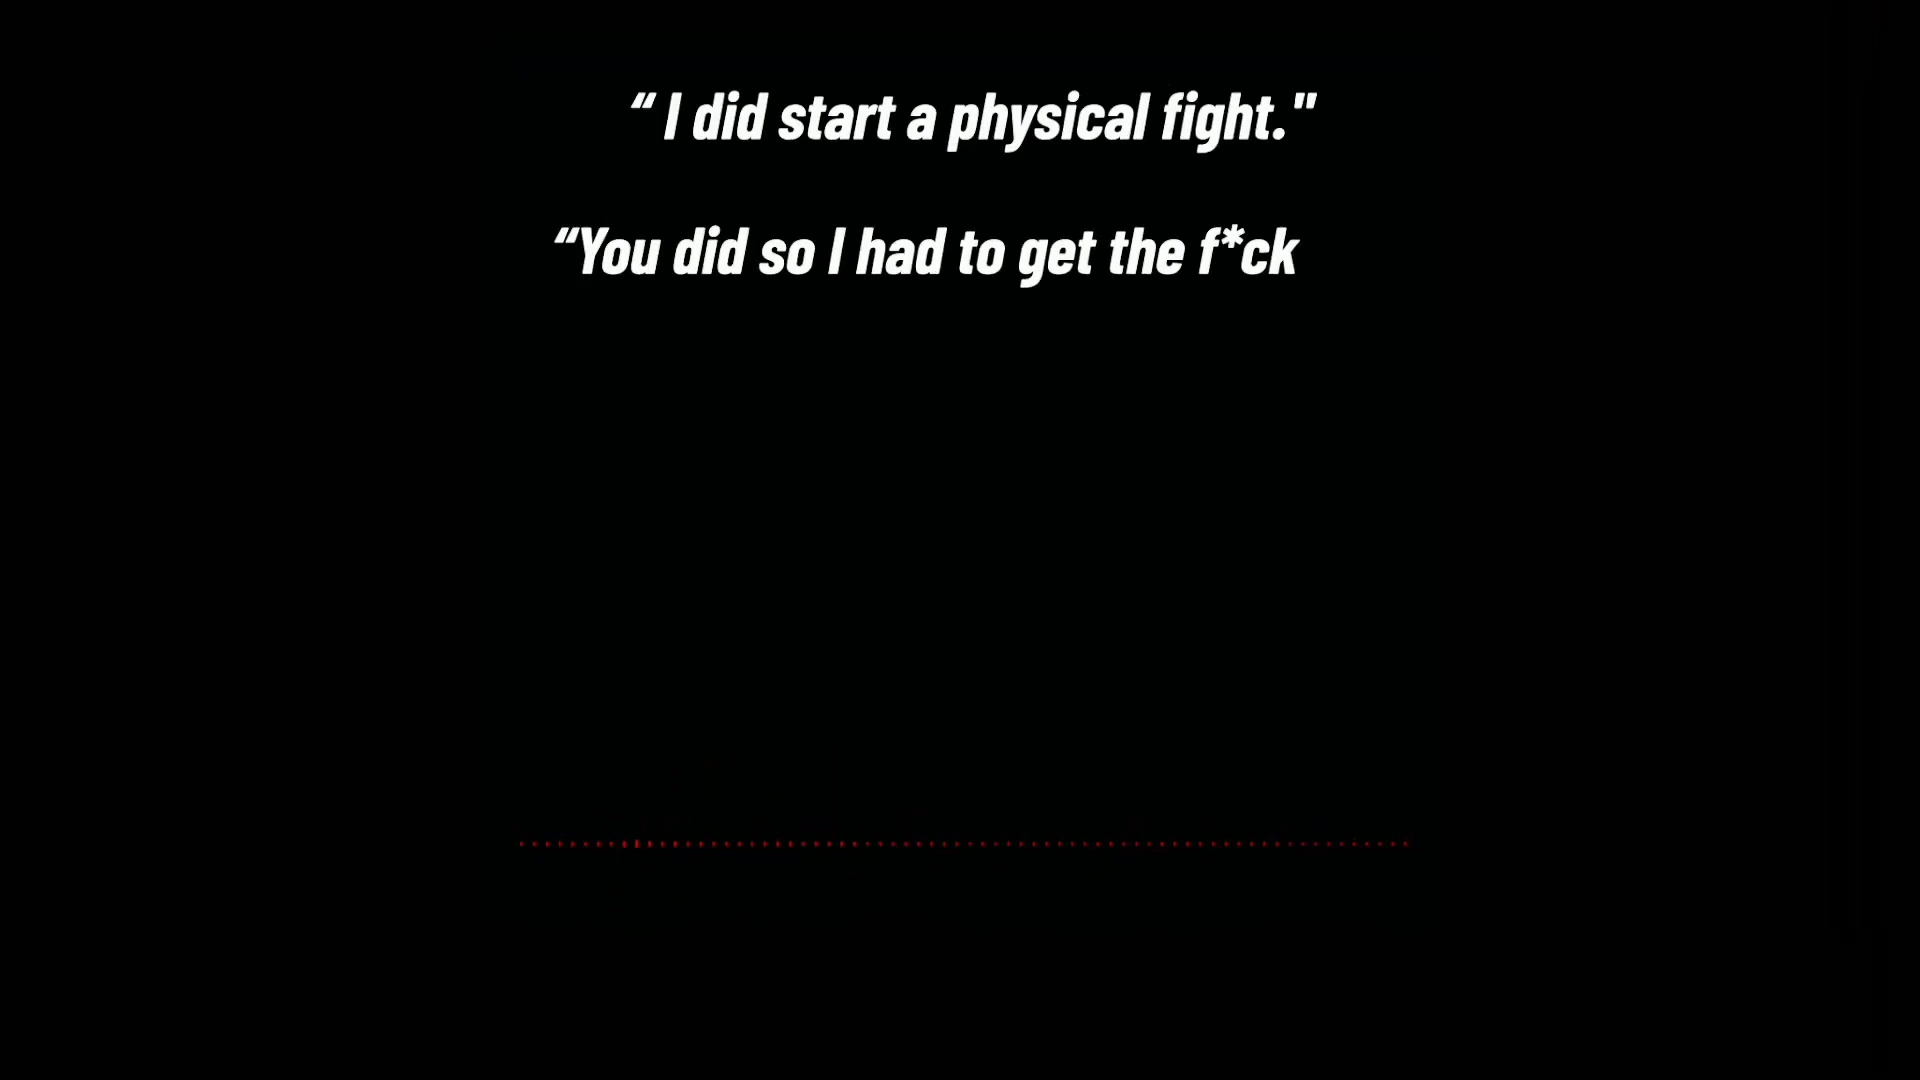 “ I did start a physical fight."
“You did so I had to get the f*ck